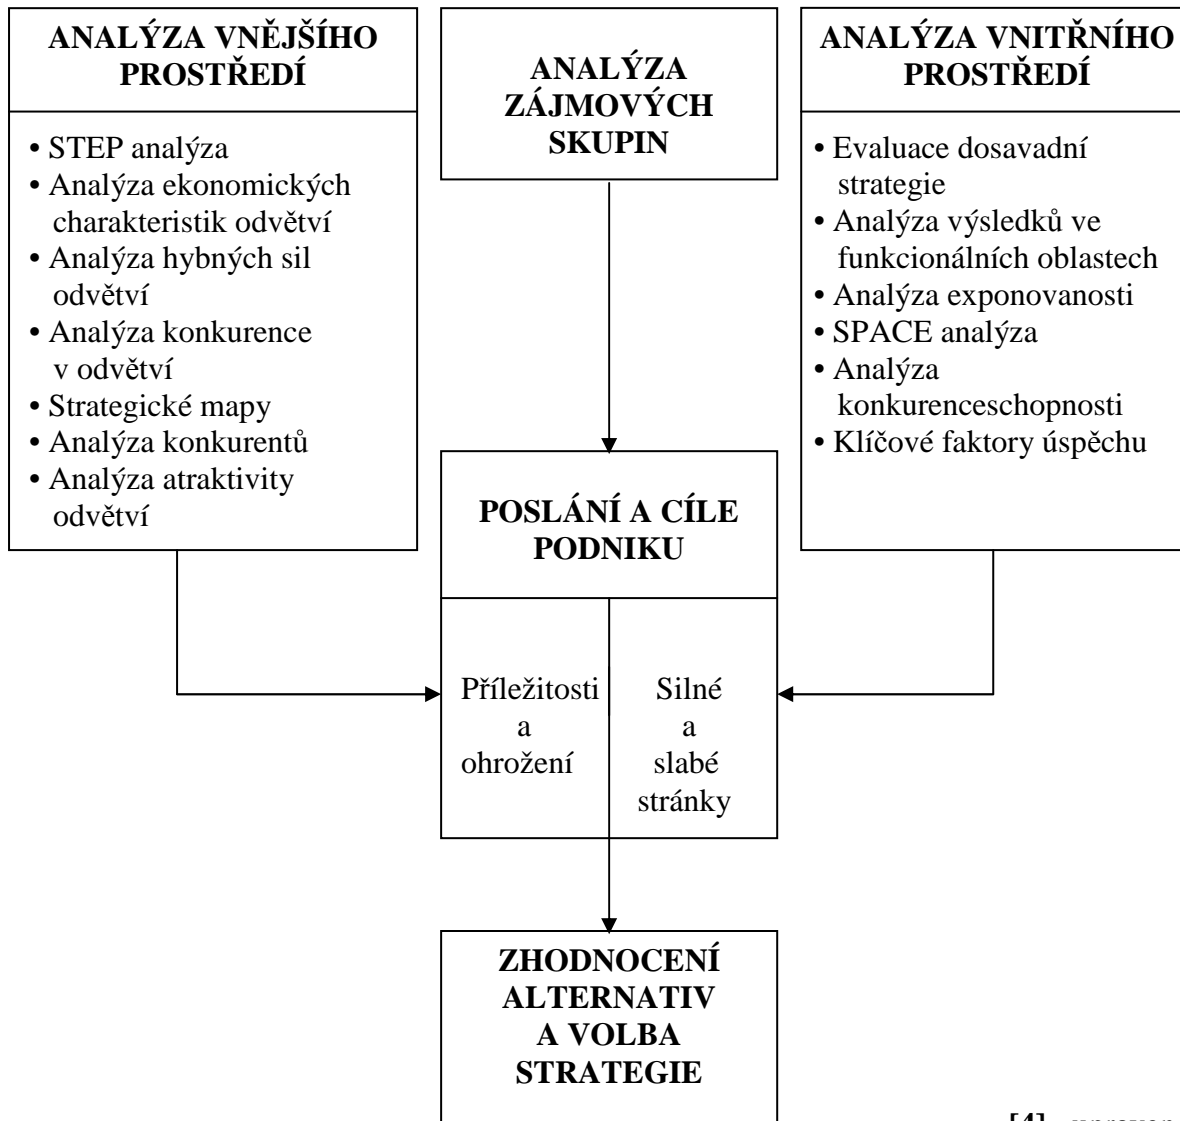 ANALÝZA VNĚJŠÍHO
PROSTŘEDÍ
• STEP analýza
• Analýza ekonomických
charakteristik odvětví
• Analýza hybných sil
odvětví
• Analýza konkurence
v odvětví
• Strategické mapy
• Analýza konkurentů
• Analýza atraktivity
odvětví
ANALÝZA
ZÁJMOVÝCH
SKUPIN
ANALÝZA VNITŘNÍHO
PROSTŘEDÍ
• Evaluace dosavadní
strategie
• Analýza výsledků ve
funkcionálních oblastech
• Analýza exponovanosti
• SPACE analýza
• Analýza
konkurenceschopnosti
• Klíčové faktory úspěchu
POSLÁNÍ A CÍLE
PODNIKU
Příležitosti
a
ohrožení
Silné
a
slabé
stránky
ZHODNOCENÍ
ALTERNATIV
A VOLBA
STRATEGIE